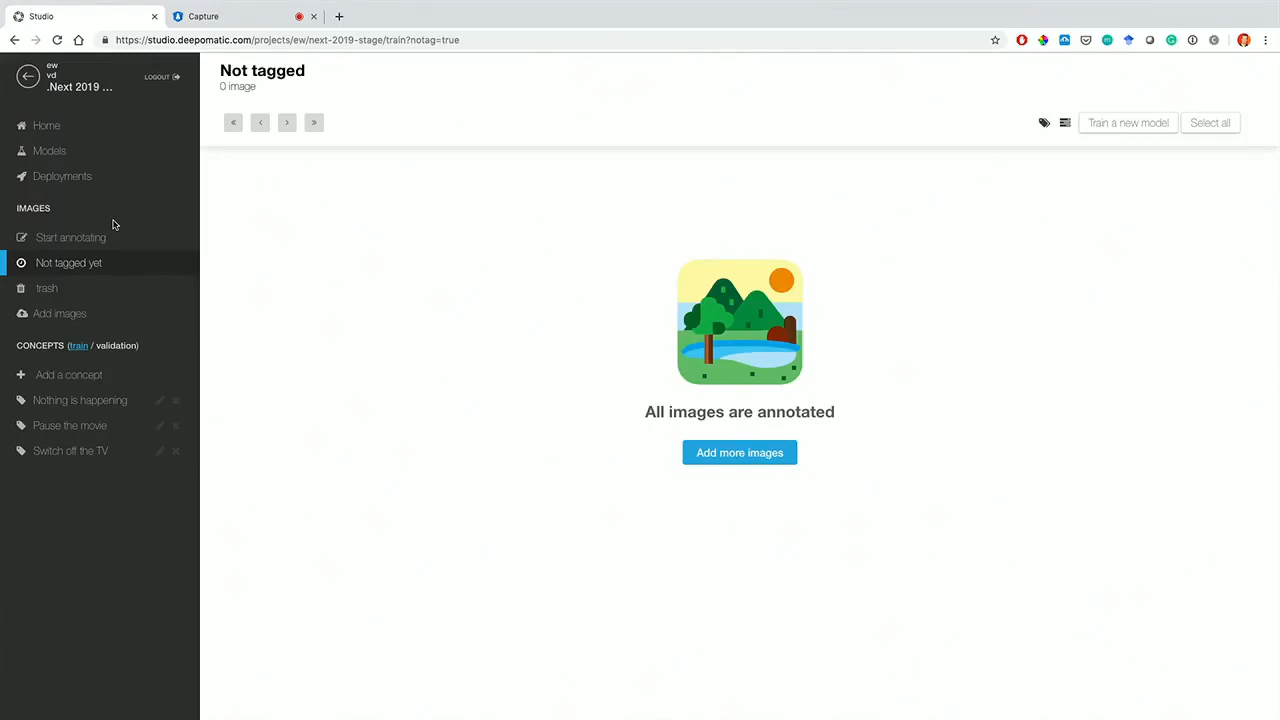 Studio
Capture
https://studio.deepomatic.com/projects/ew/next-2019-stage/train?notag=true
ew
vd
.Next 2019 ...
LOGOUT
Home
Models
Deployments
IMAGES
Start annotating
Not tagged yet
trash
Add images
CONCEPTS (train / validation)
Add a concept
Nothing is happening
Pause the movie
Switch off the TV
Not tagged
0 image
« ‹ › »
Train a new model
Select all
All images are annotated
Add more images